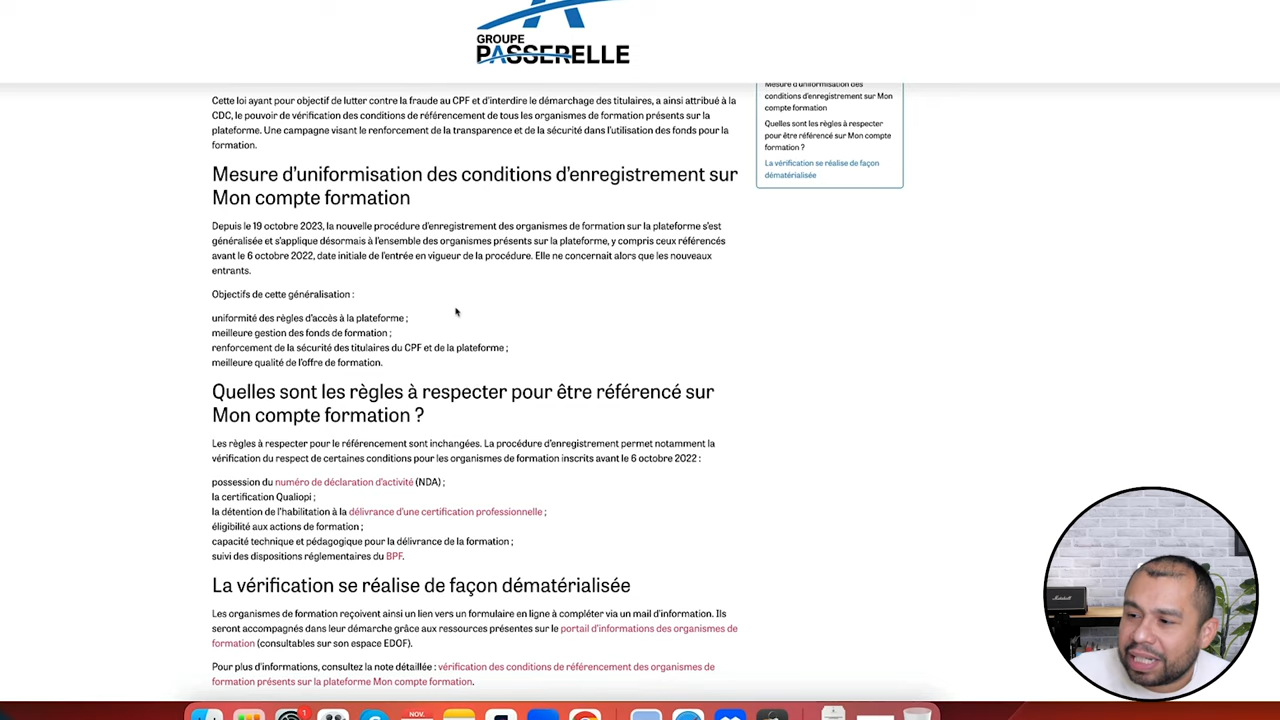 GROUPE
PASSERELLE
Cette loi ayant pour objectif de lutter contre la fraude au CPF et d'interdire le démarchage des titulaires, a ainsi attribué à la
CDC, le pouvoir de vérification des conditions de référencement de tous les organismes de formation présents sur la
plateforme. Une campagne visant le renforcement de la transparence et de la sécurité dans l'utilisation des fonds pour la
formation.
Mesure d'uniformisation des conditions d'enregistrement sur
Mon compte formation
Depuis le 19 octobre 2023, la nouvelle procédure d'enregistrement des organismes de formation sur la plateforme s'est
généralisée et s'applique désormais à l'ensemble des organismes présents sur la plateforme, y compris ceux référencés
avant le 6 octobre 2022, date initiale de l'entrée en vigueur de la procédure. Elle ne concernait alors que les nouveaux
entrants.
Objectifs de cette généralisation :
uniformité des règles d'accès à la plateforme ;
meilleure gestion des fonds de formation ;
renforcement de la sécurité des titulaires du CPF et de la plateforme ;
meilleure qualité de l'offre de formation.
Quelles sont les règles à respecter pour être référencé sur
Mon compte formation ?
Les règles à respecter pour le référencement sont inchangées. La procédure d'enregistrement permet notamment la
vérification du respect de certaines conditions pour les organismes de formation inscrits avant le 6 octobre 2022 :
possession du numéro de déclaration d'activité (NDA) ;
la certification Qualiopi ;
la détention de l'habilitation à la délivrance d'une certification professionnelle ;
éligibilité aux actions de formation ;
capacité technique et pédagogique pour la délivrance de la formation ;
suivi des dispositions réglementaires du BPF.
La vérification se réalise de façon dématérialisée
Les organismes de formation reçoivent ainsi un lien vers un formulaire en ligne à compléter via un mail d'information. Ils
seront accompagnés dans leur démarche grâce aux ressources présentes sur le portail d'informations des organismes de
formation (consultables sur son espace EDOF).
Pour plus d'informations, consultez la note détaillée : vérification des conditions de référencement des organismes de
formation présents sur la plateforme Mon compte formation.
Mesure d'uniformisation des
conditions d'enregistrement sur Mon
compte formation
Quelles sont les règles à respecter
pour être référencé sur Mon compte
formation ?
La vérification se réalise de façon
dématérialisée
Marshall
1
NOV.